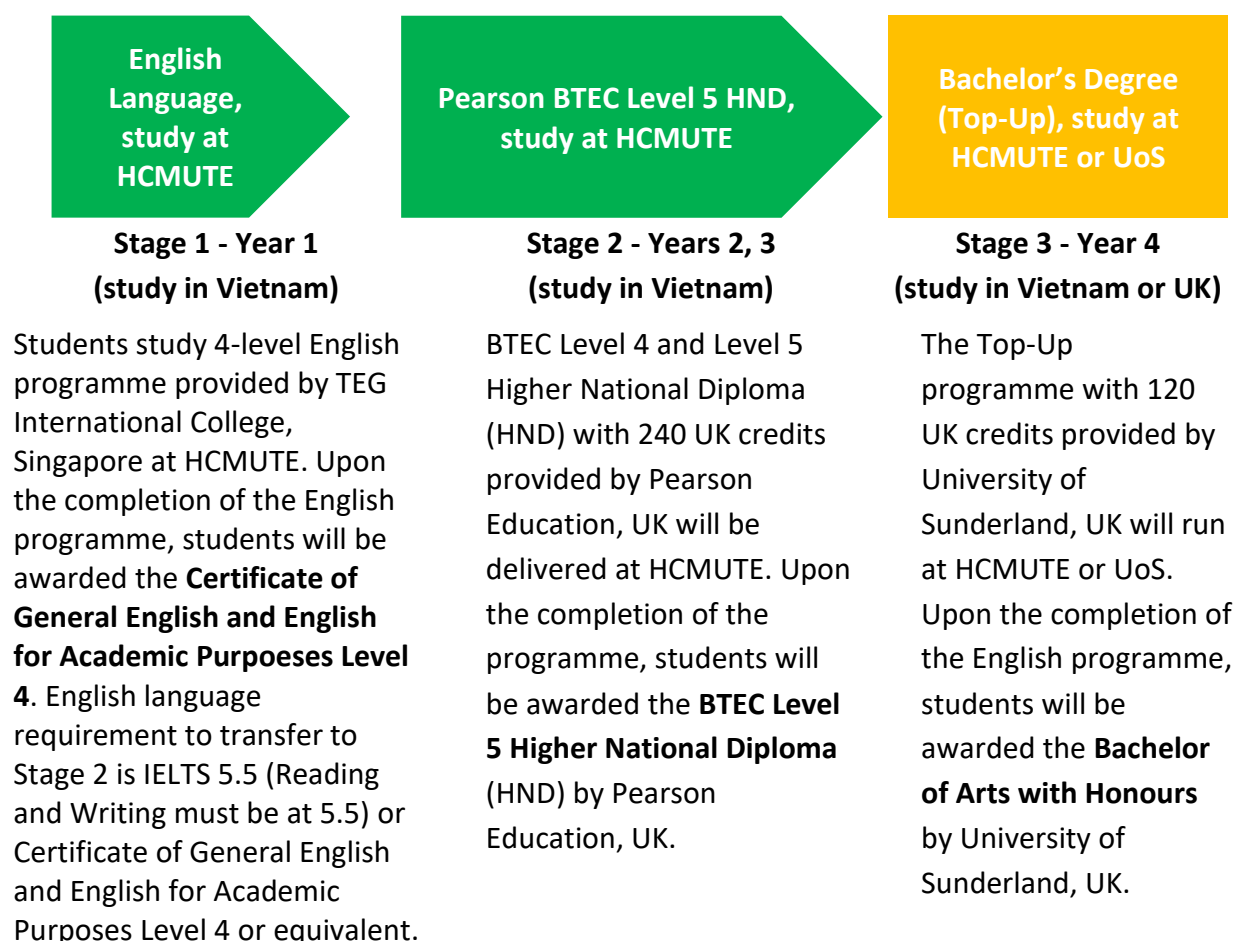 English
Language,
study at
HCMUTE
Pearson BTEC Level 5 HND,
study at HCMUTE
Bachelor’s Degree
(Top-Up), study at
HCMUTE or UoS
Stage 1 - Year 1
(study in Vietnam)
Stage 2 - Years 2, 3
(study in Vietnam)
Stage 3 - Year 4
(study in Vietnam or UK)
Students study 4-level English
programme provided by TEG
International College,
Singapore at HCMUTE. Upon
the completion of the English
programme, students will be
awarded the Certificate of
General English and English
for Academic Purpoeses Level
4. English language
requirement to transfer to
Stage 2 is IELTS 5.5 (Reading
and Writing must be at 5.5) or
Certificate of General English
and English for Academic
Purposes Level 4 or equivalent.
BTEC Level 4 and Level 5
Higher National Diploma
(HND) with 240 UK credits
provided by Pearson
Education, UK will be
delivered at HCMUTE. Upon
the completion of the
programme, students will
be awarded the BTEC Level
5 Higher National Diploma
(HND) by Pearson
Education, UK.
The Top-Up
programme with 120
UK credits provided by
University of
Sunderland, UK will run
at HCMUTE or UoS.
Upon the completion of
the English programme,
students will be
awarded the Bachelor
of Arts with Honours
by University of
Sunderland, UK.